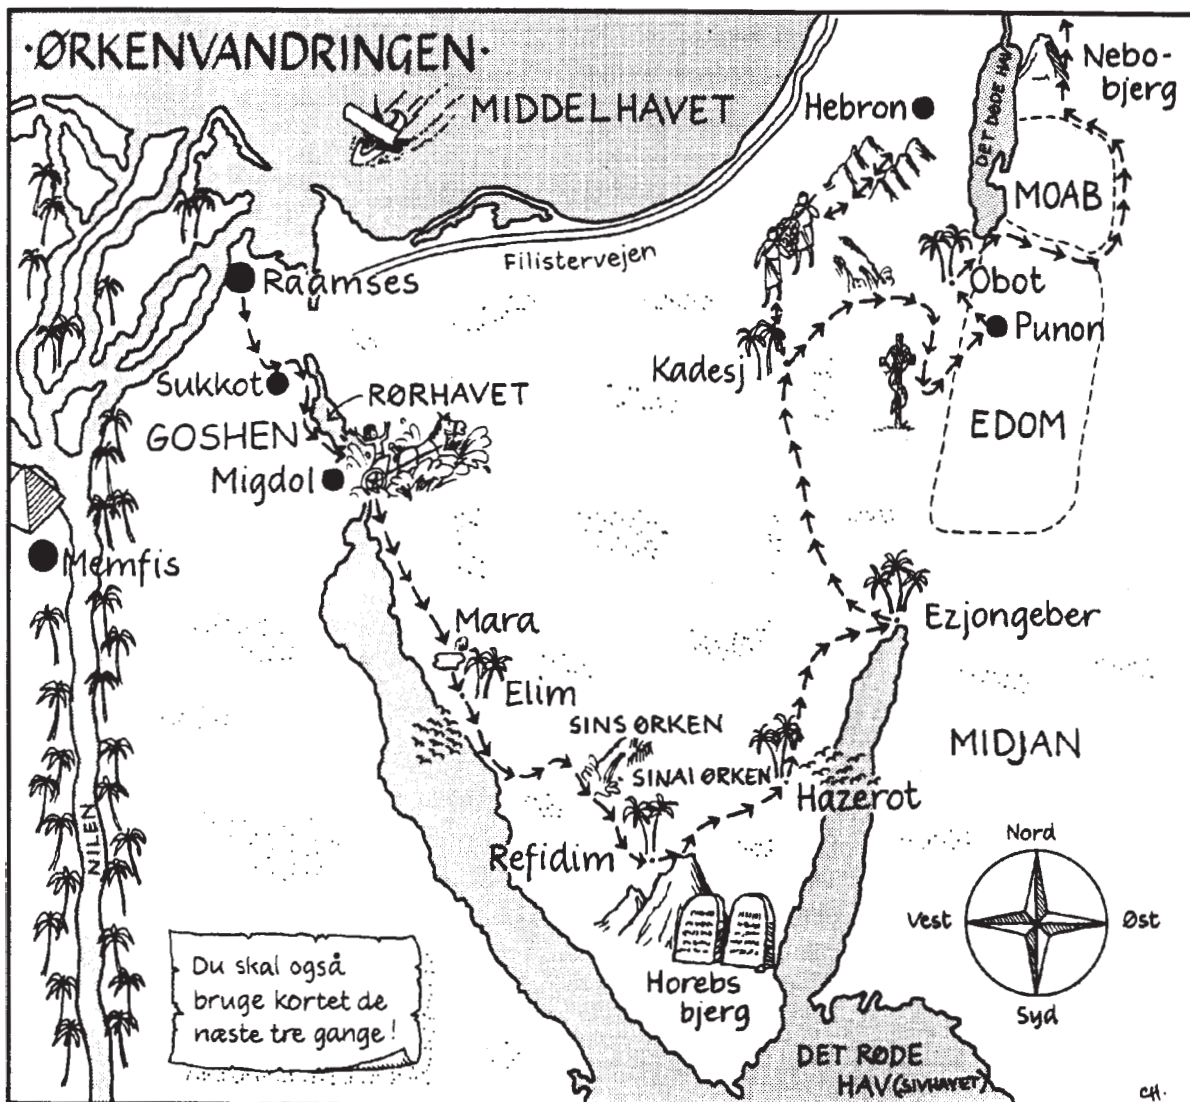 ·ØRKENVANDRINGEN·
MIDDELHAVET
Nebo-
bjerg
Hebron
DET DØDE HAV
MOAB
Filistervejen
Raamses
Obot
Punon
Kadesj
Sukkot
RØRHAVET
GOSHEN
EDOM
Migdol
Memfis
Mara
Ezjongeber
Elim
SINS ØRKEN
MIDJAN
SINAI ØRKEN
Hazerot
NILEN
Refidim
Nord
Vest
Øst
Syd
Du skal også
bruge kortet de
næste tre gange!
Horebs
bjerg
DET RØDE
HAV (SIVHAVET)
CH.